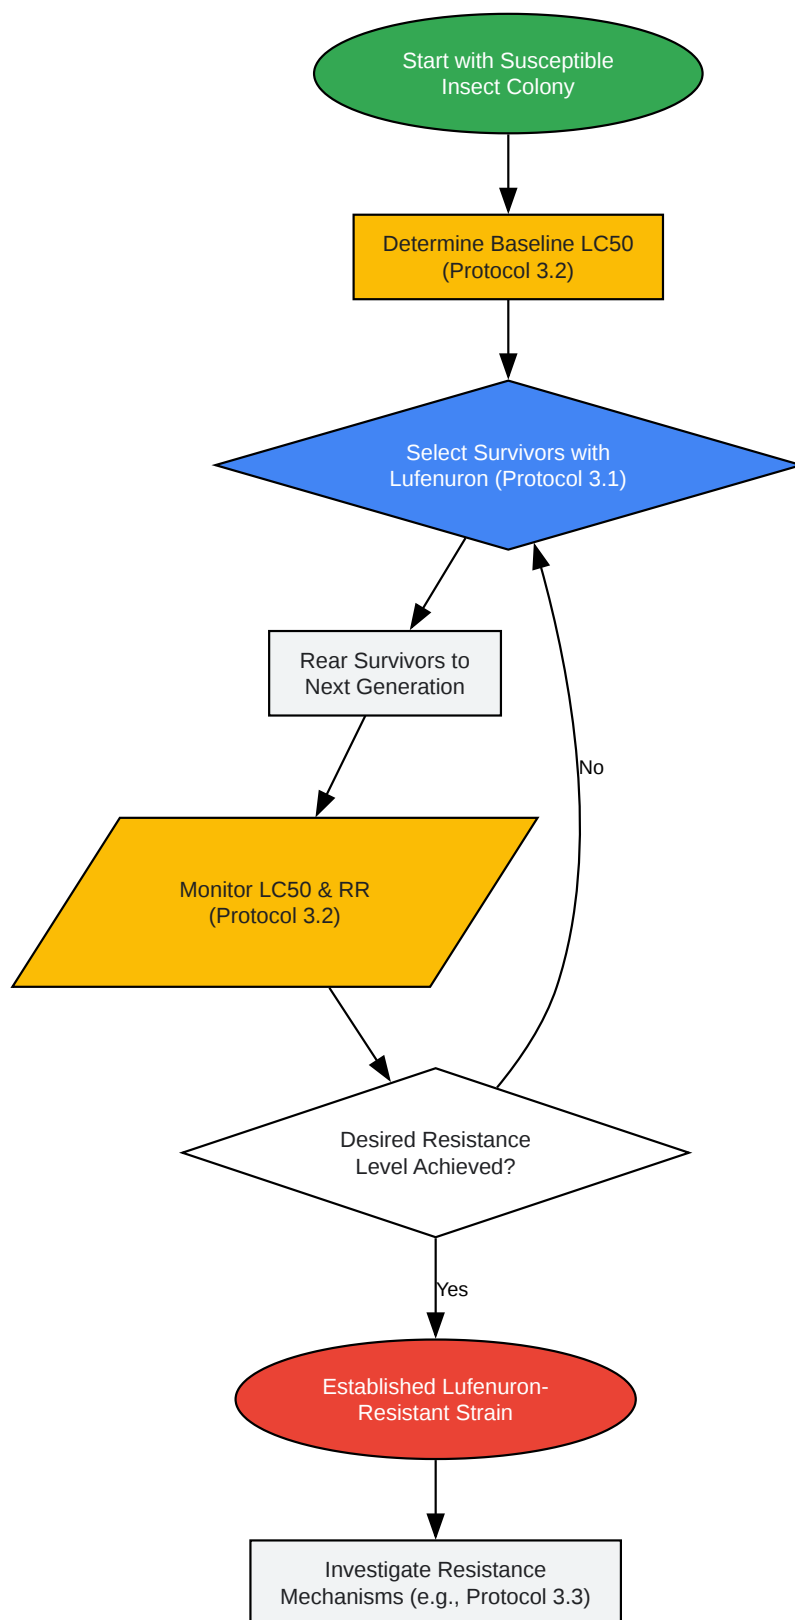 Start with Susceptible
Insect Colony
Determine Baseline LC50
(Protocol 3.2)
Select Survivors with
Lufenuron (Protocol 3.1)
Rear Survivors to
Next Generation
No
Monitor LC50 & RR
(Protocol 3.2)
Desired Resistance
Level Achieved?
Yes
Established Lufenuron-
Resistant Strain
Investigate Resistance
Mechanisms (e.g., Protocol 3.3)